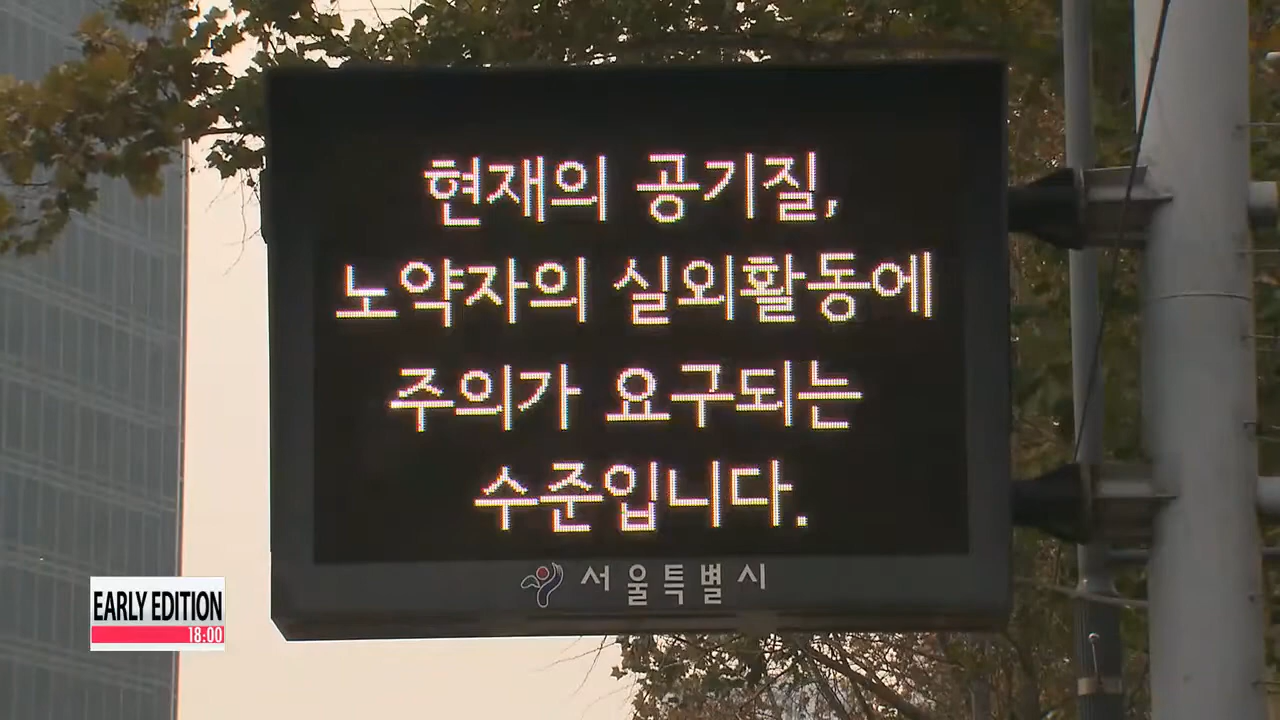 현재의 공기질,
노약자의 실외활동에
주의가 요구되는
수준입니다.
서울특별시
EARLY EDITION
18:00